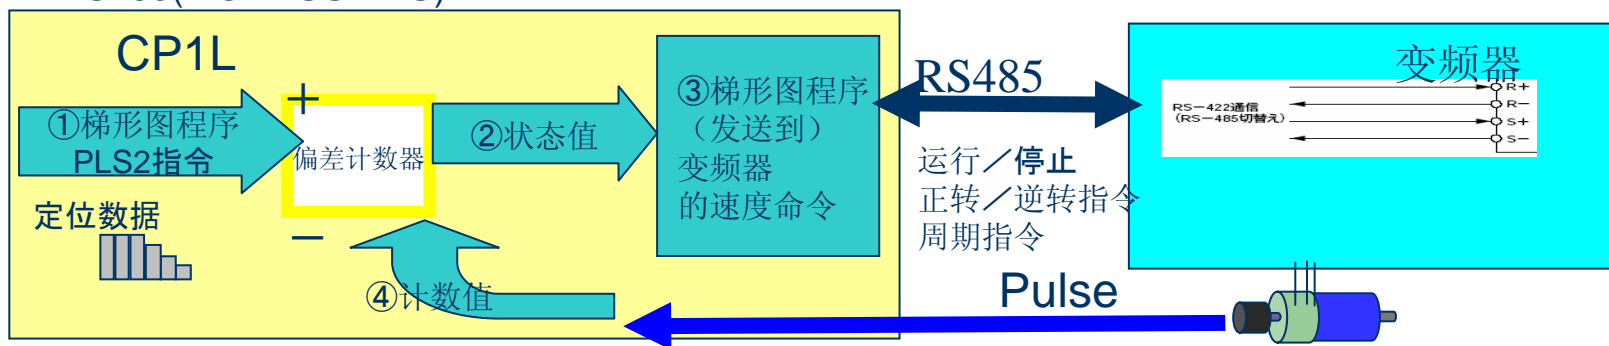 CP1L
①梯形图程序
PLS2指令
定位数据
+
偏差计数器
−
②状态值
③梯形图程序
（发送到）
变频器
的速度命令
④计数值
RS485
运行／停止
正转／逆转指令
周期指令
Pulse
变频器
RS−422通信
(RS−485切替え)
R+
R−
S+
S−